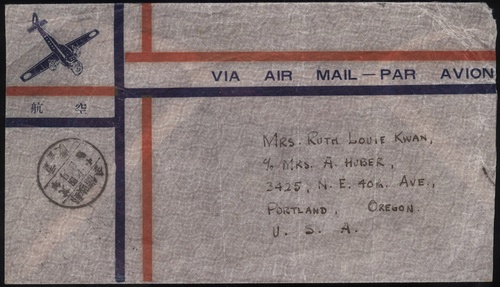 VIA AIR MAIL—PAR AVION
航 空
MRS. RUTH LOUIE KWAN,
c/o MRS. A. HUBER,
3425, N. E. 40th. AVE.,
PORTLAND, OREGON.
U. S. A.